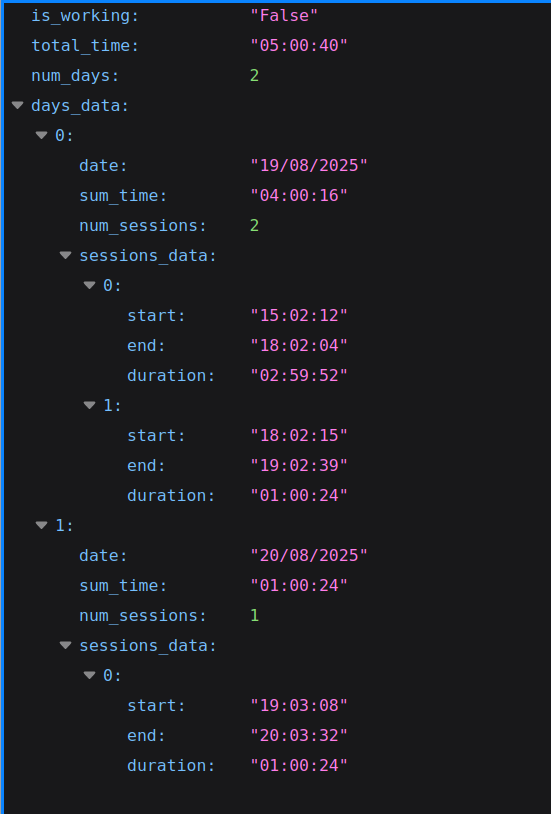 is_working: "False"
total_time: "05:00:40"
num_days: 2
days_data:
0:
date: "19/08/2025"
sum_time: "04:00:16"
num_sessions: 2
sessions_data:
0:
start: "15:02:12"
end: "18:02:04"
duration: "02:59:52"
1:
start: "18:02:15"
end: "19:02:39"
duration: "01:00:24"
1:
date: "20/08/2025"
sum_time: "01:00:24"
num_sessions: 1
sessions_data:
0:
start: "19:03:08"
end: "20:03:32"
duration: "01:00:24"